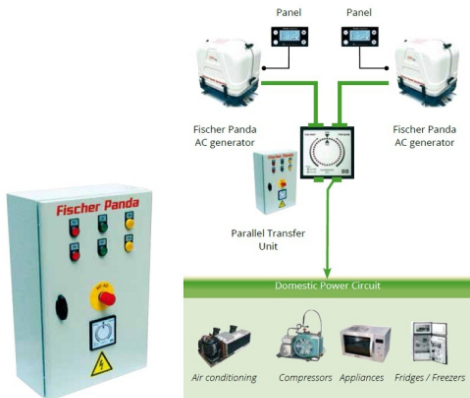 Panel
Panel
Fischer Panda
AC generator
Fischer Panda
AC generator
Parallel Transfer
Unit
Fischer Panda
Domestic Power Circuit
Air conditioning
Compressors
Appliances
Fridges / Freezers